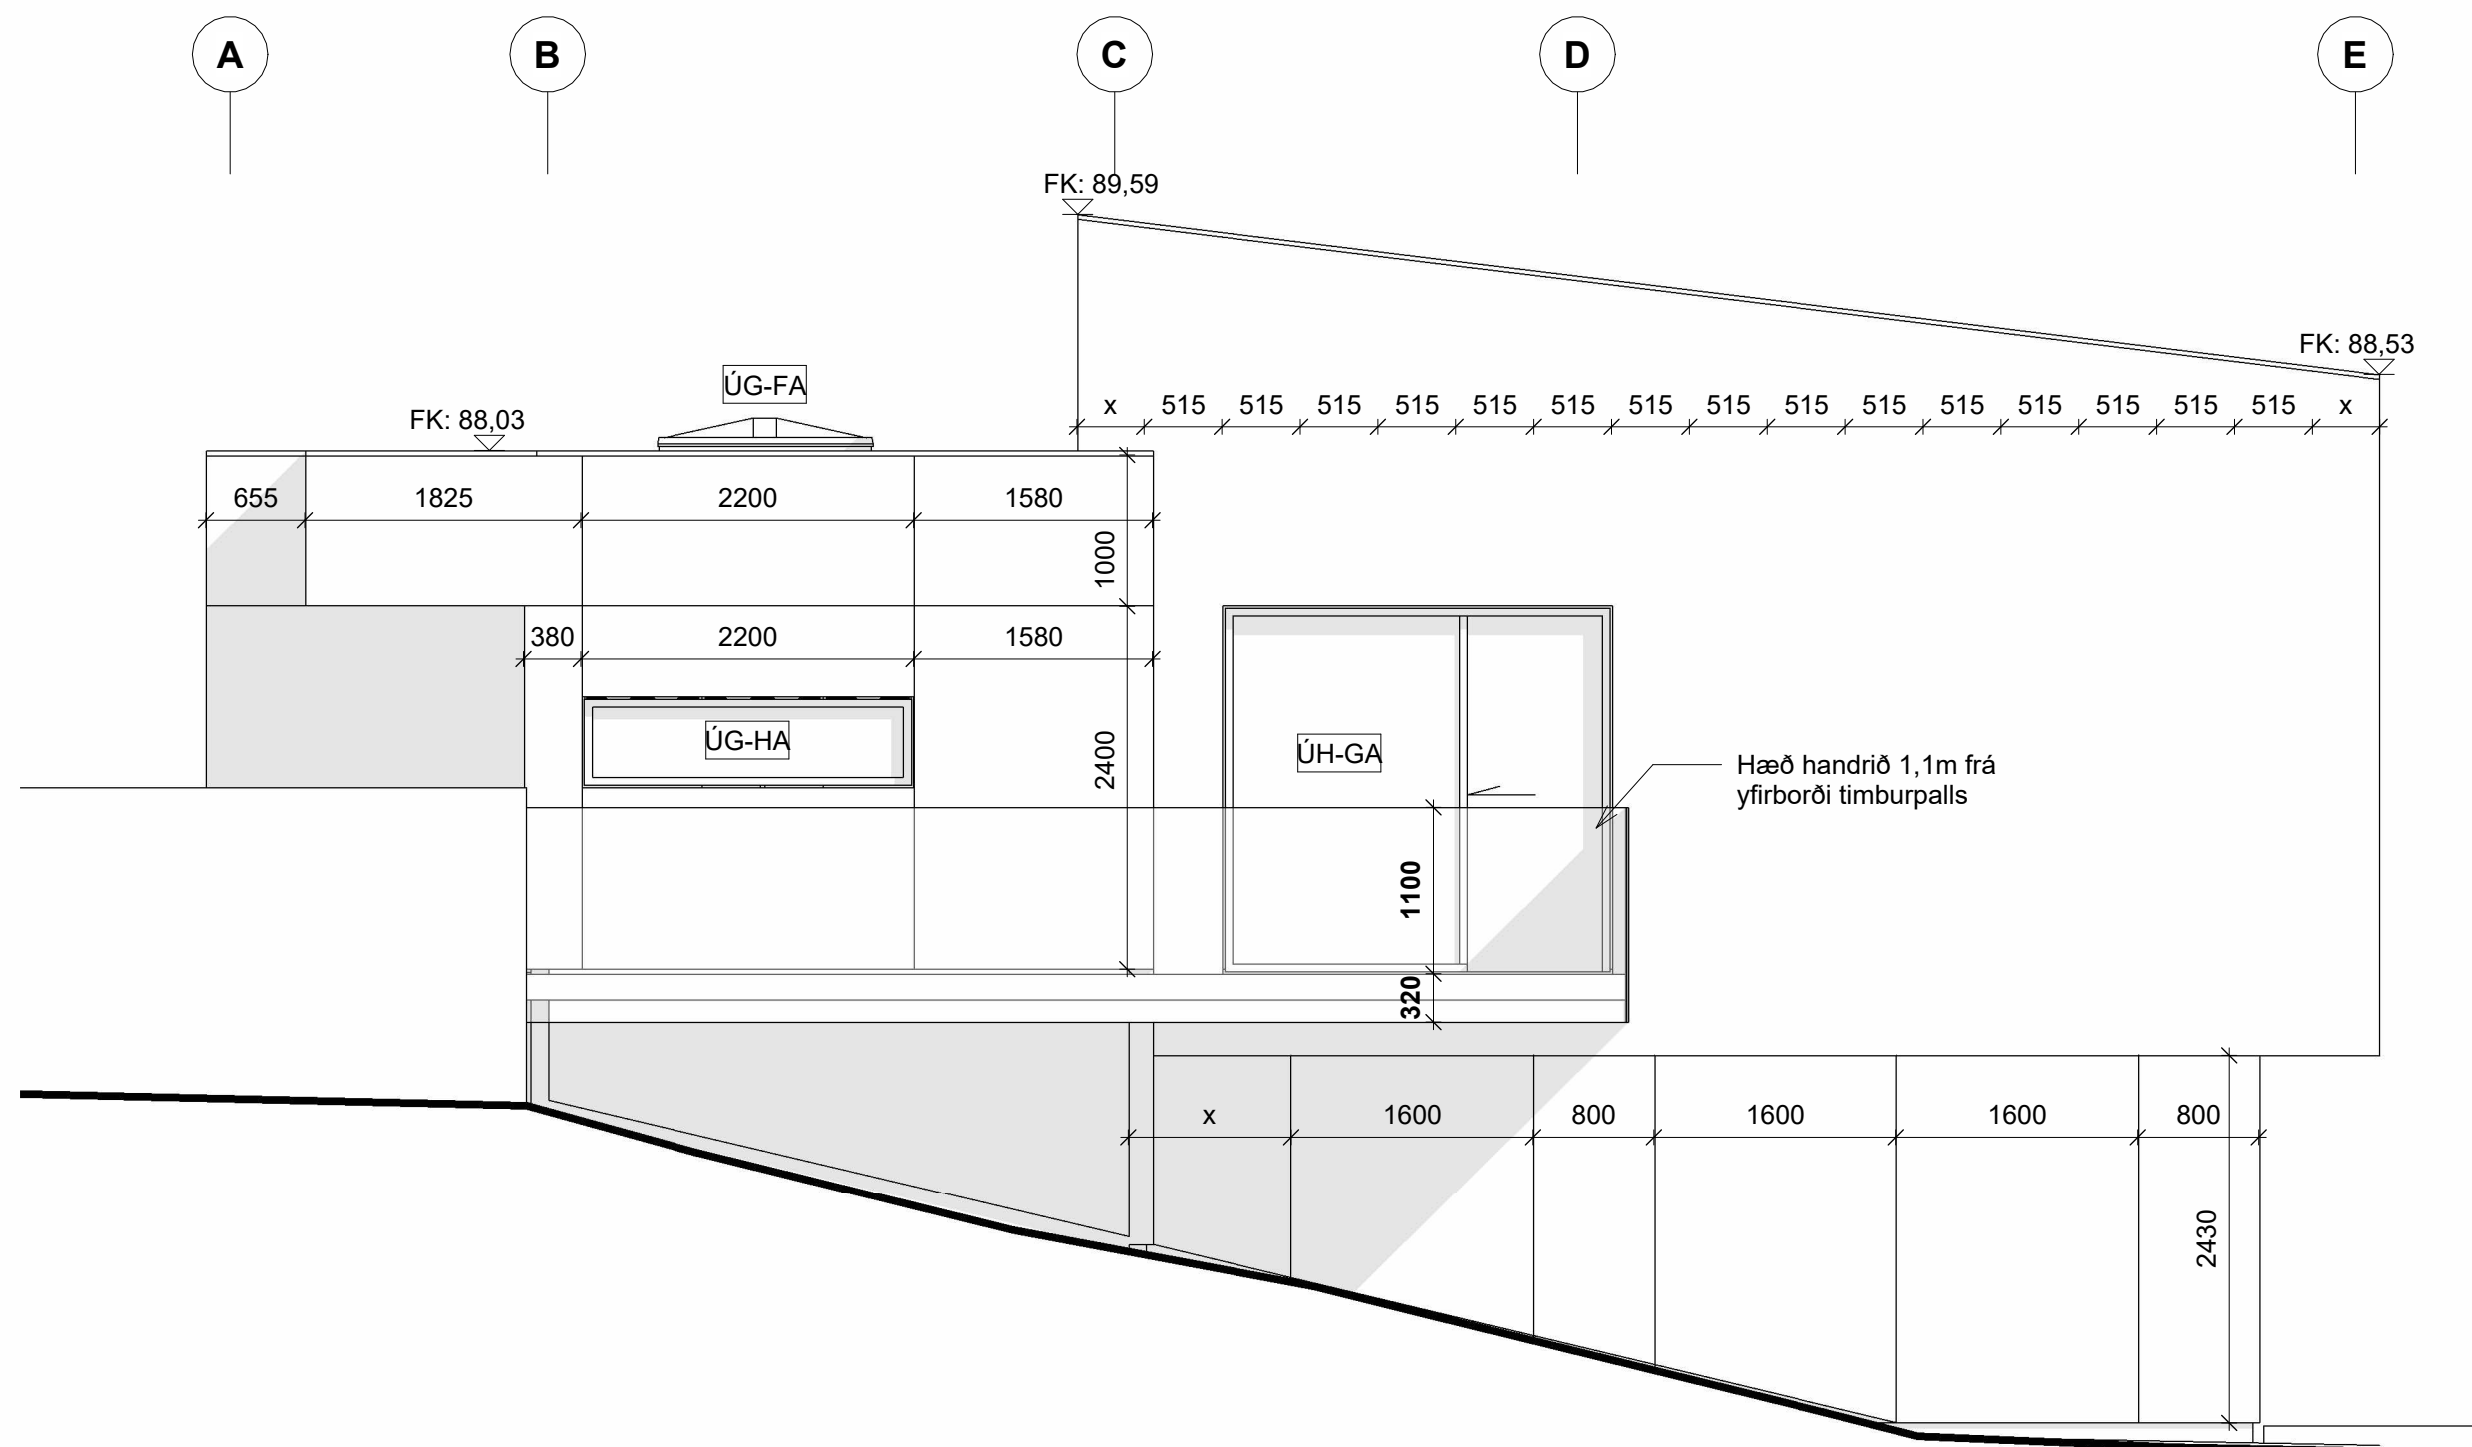 A B C D E
FK: 89,59
FK: 88,53
ÚG-FA
FK: 88,03
x 515 515 515 515 515 515 515 515 515 515 515 515 515 515 515 x
655 1825 2200 1580
1000
380 2200 1580
ÚG-HA
2400
ÚH-GA
Hæð handrið 1,1m frá
yfirborði timburpalls
1100
320
x 1600 800 1600 1600 800
2430